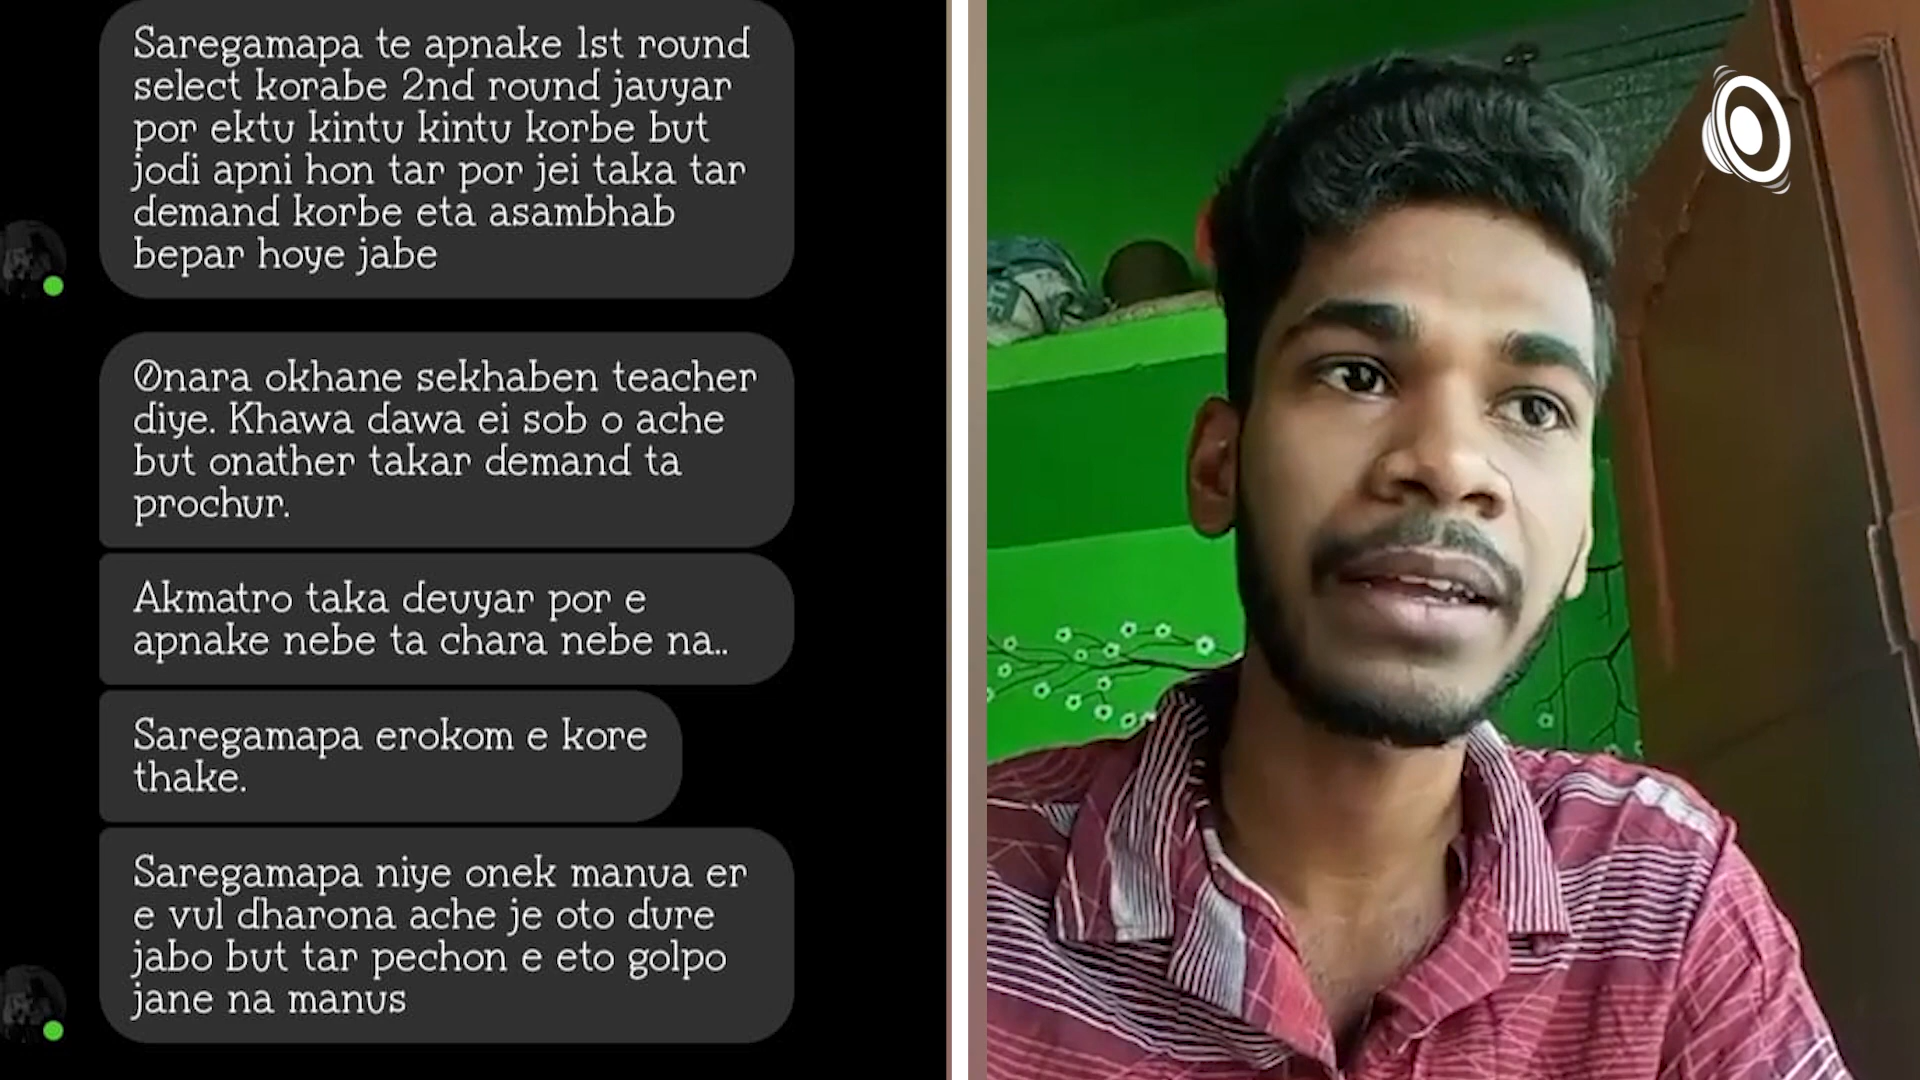 Saregamapa te apnake 1st round
select korabe 2nd round jauyar
por ektu kintu kintu korbe but
jodi apni hon tar por jei taka tar
demand korbe eta asambhab
bepar hoye jabe
Onara okhane sekhaben teacher
diye. Khawa dawa ei sob o ache
but onather takar demand ta
prochur.
Akmatro taka deuyar por e
apnake nebe ta chara nebe na..
Saregamapa erokom e kore
thake.
Saregamapa niye onek manua er
e vul dharona ache je oto dure
jabo but tar pechon e eto golpo
jane na manus